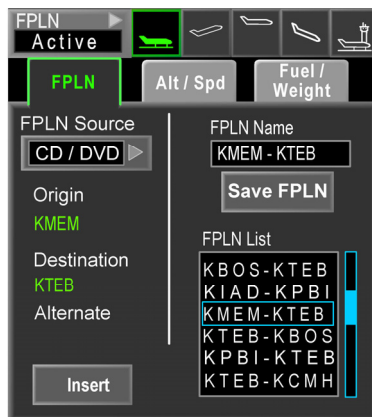 FPLN
Active
FPLN
Alt / Spd
Fuel /
Weight
FPLN Source
CD / DVD
Origin
KMEM
Destination
KTEB
Alternate
Insert
FPLN Name
KMEM - KTEB
Save FPLN
FPLN List
KBOS-KTEB
KIAD-KPBI
KMEM-KTEB
KTEB-KBOS
KPBI-KTEB
KTEB-KCMH